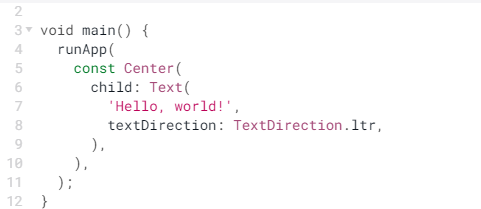 2
3 void main() {
4   runApp(
5     const Center(
6       child: Text(
7         'Hello, world!',
8         textDirection: TextDirection.ltr,
9       ),
10     ),
11   );
12 }